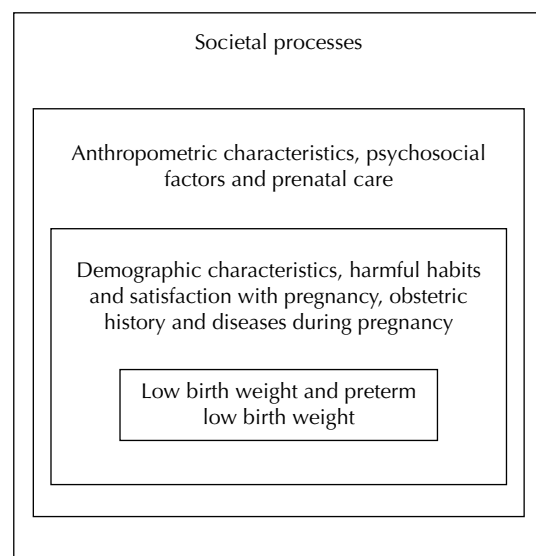 Societal processes
Anthropometric characteristics, psychosocial
factors and prenatal care
Demographic characteristics, harmful habits
and satisfaction with pregnancy, obstetric
history and diseases during pregnancy
Low birth weight and preterm
low birth weight